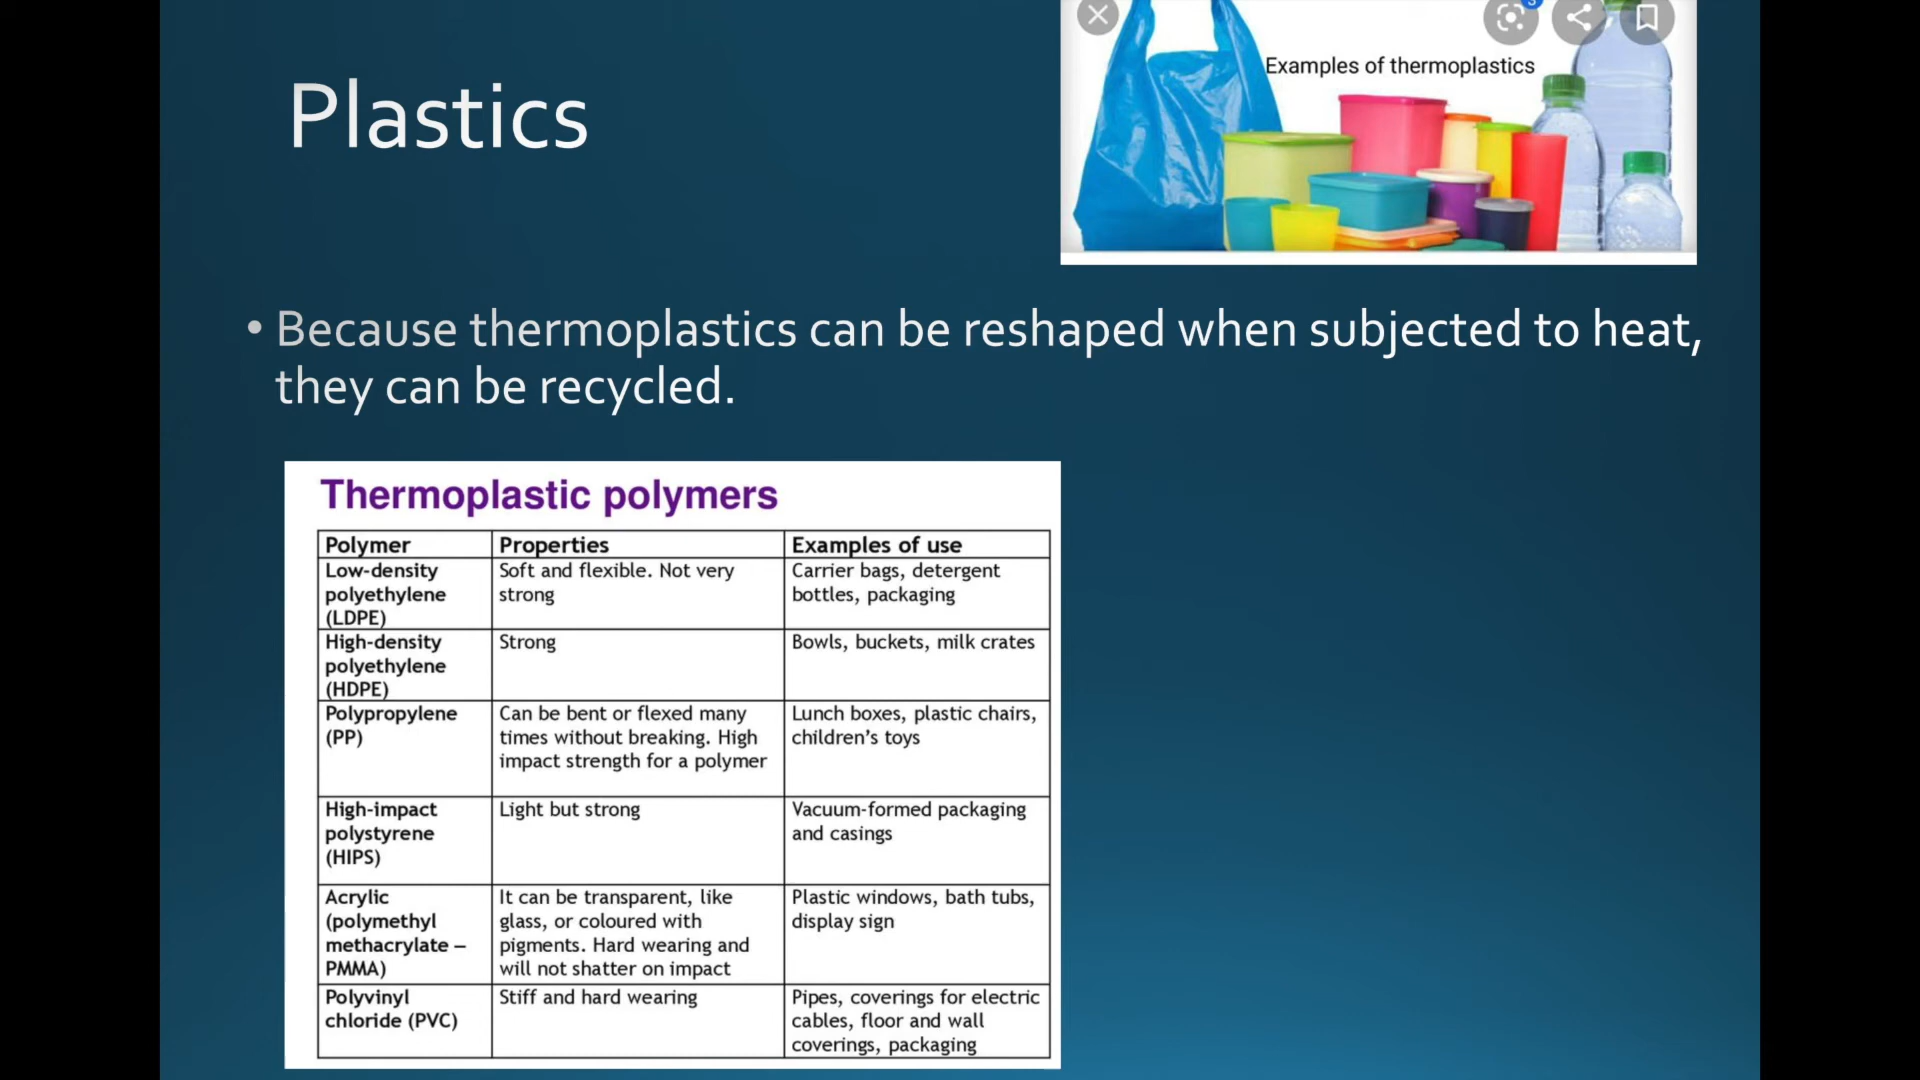 Plastics
Examples of thermoplastics
• Because thermoplastics can be reshaped when subjected to heat,
they can be recycled.
Thermoplastic polymers
Polymer Properties Examples of use
Low-density polyethylene (LDPE)
Soft and flexible. Not very strong
Carrier bags, detergent bottles, packaging
High-density polyethylene (HDPE)
Strong
Bowls, buckets, milk crates
Polypropylene (PP)
Can be bent or flexed many times without breaking. High impact strength for a polymer
Lunch boxes, plastic chairs, children's toys
High-impact polystyrene (HIPS)
Light but strong
Vacuum-formed packaging and casings
Acrylic (polymethyl methacrylate – PMMA)
It can be transparent, like glass, or coloured with pigments. Hard wearing and will not shatter on impact
Plastic windows, bath tubs, display sign
Polyvinyl chloride (PVC)
Stiff and hard wearing
Pipes, coverings for electric cables, floor and wall coverings, packaging